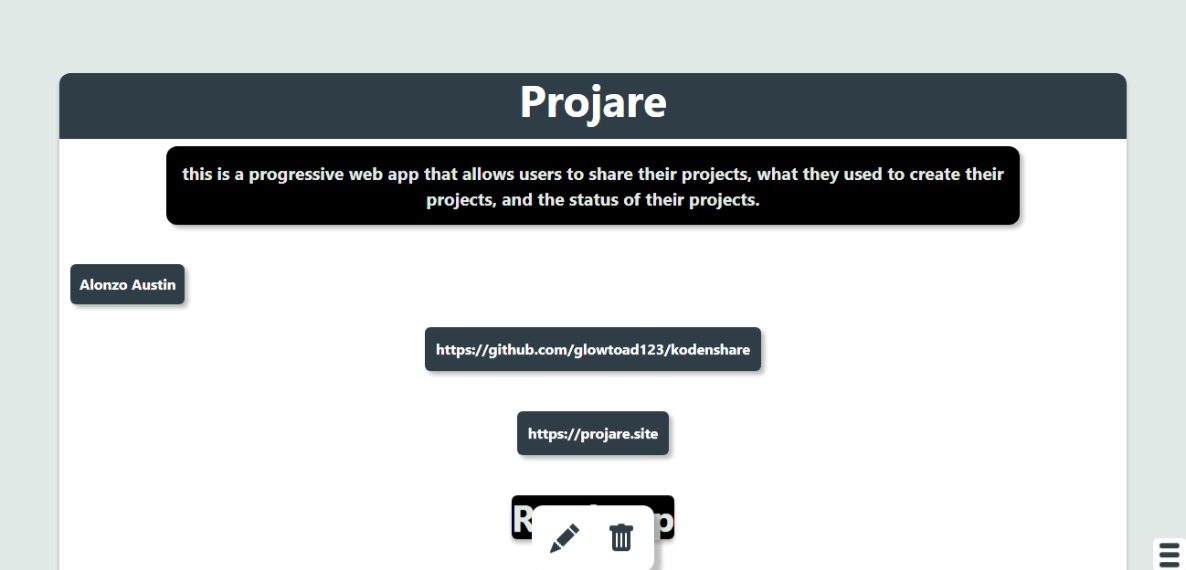 Projare
this is a progressive web app that allows users to share their projects, what they used to create their
projects, and the status of their projects.
Alonzo Austin
https://github.com/glowtoad123/kodenshare
https://projare.site